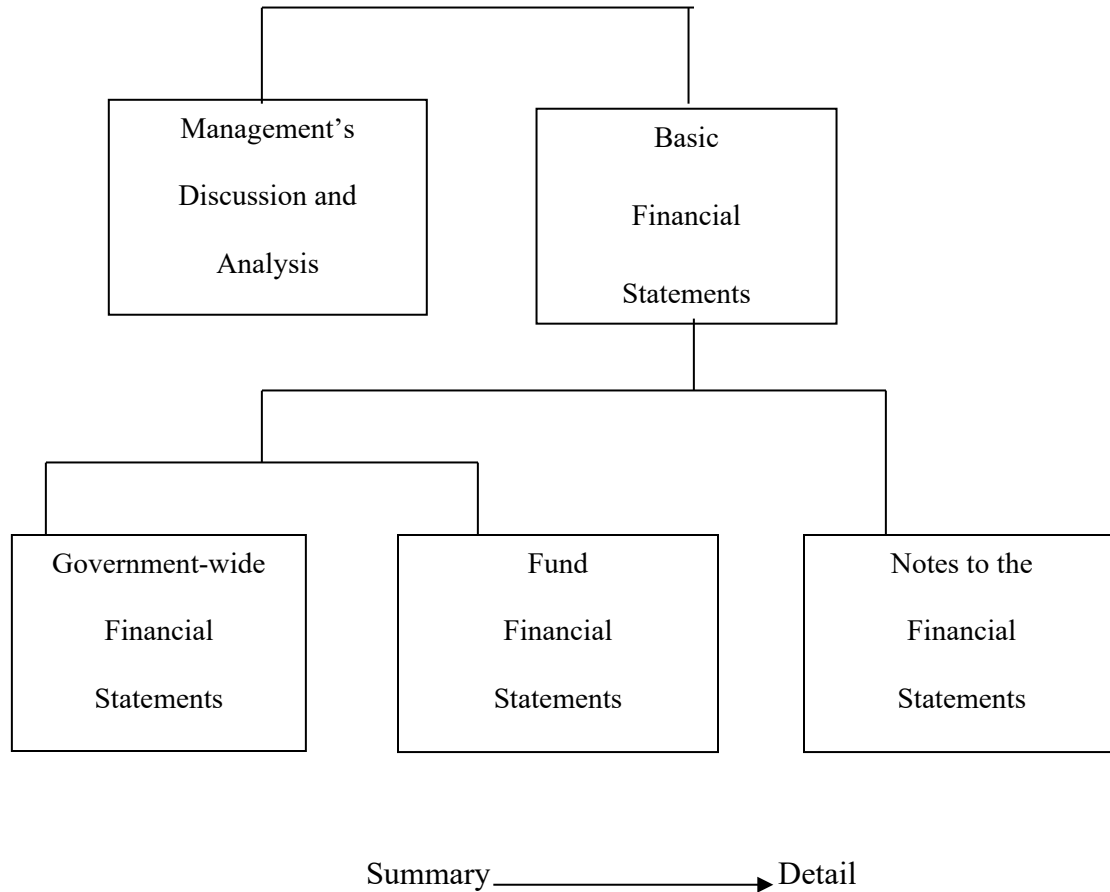 Management’s
Discussion and
Analysis
Basic
Financial
Statements
Government-wide
Financial
Statements
Fund
Financial
Statements
Notes to the
Financial
Statements
Summary
Detail